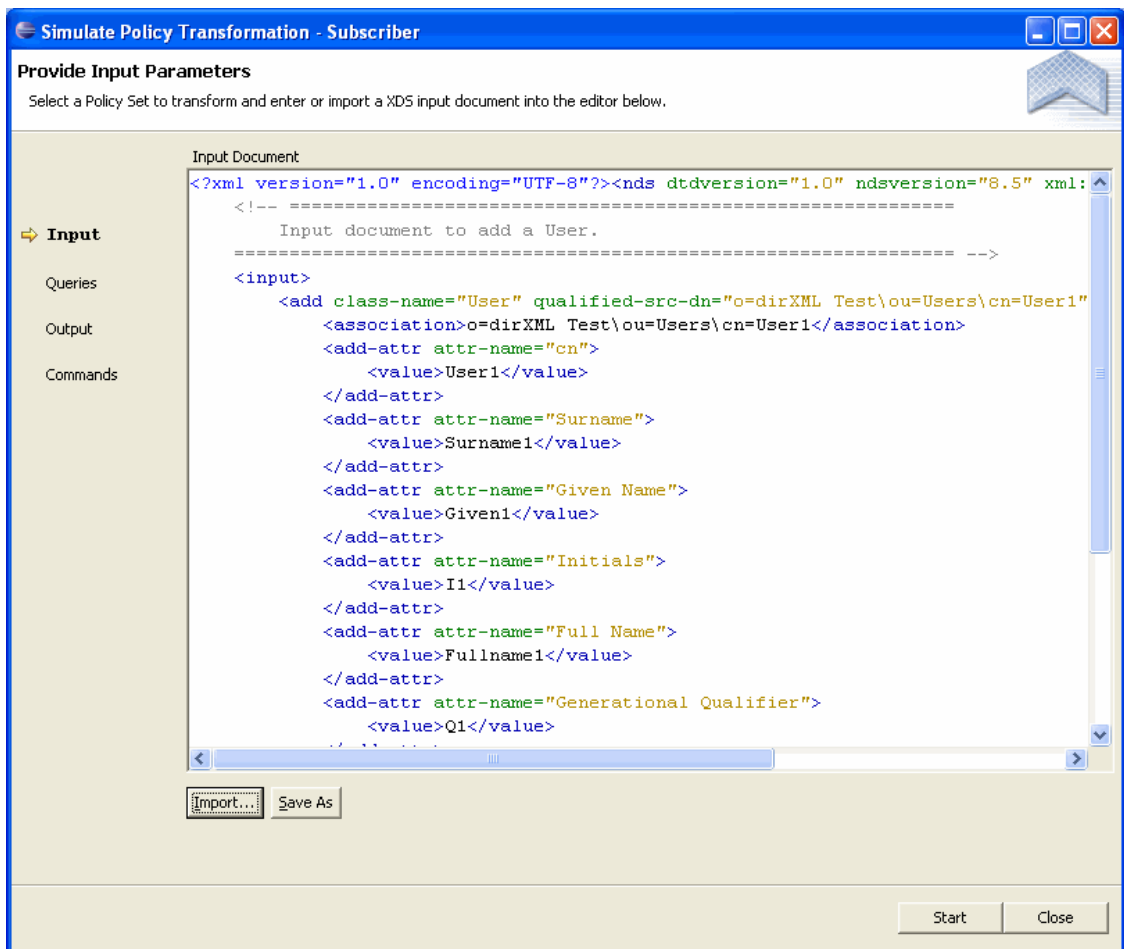 Simulate Policy Transformation - Subscriber
Provide Input Parameters
Select a Policy Set to transform and enter or import a XDS input document into the editor below.
Input Document
<?xml version="1.0" encoding="UTF-8"?><nds dtdversion="1.0" ndsversion="8.5" xml:
<!-- ============================================================
Input document to add a User.
================================================================= -->
<input>
<add class-name="User" qualified-src-dn="o=dirXML Test\ou=Users\cn=User1"
<association>o=dirXML Test\ou=Users\cn=User1</association>
<add-attr attr-name="cn">
<value>User1</value>
</add-attr>
<add-attr attr-name="Surname">
<value>Surname1</value>
</add-attr>
<add-attr attr-name="Given Name">
<value>Given1</value>
</add-attr>
<add-attr attr-name="Initials">
<value>I1</value>
</add-attr>
<add-attr attr-name="Full Name">
<value>Fullname1</value>
</add-attr>
<add-attr attr-name="Generational Qualifier">
<value>Q1</value>
Input
Queries
Output
Commands
Import...
Save As
Start
Close